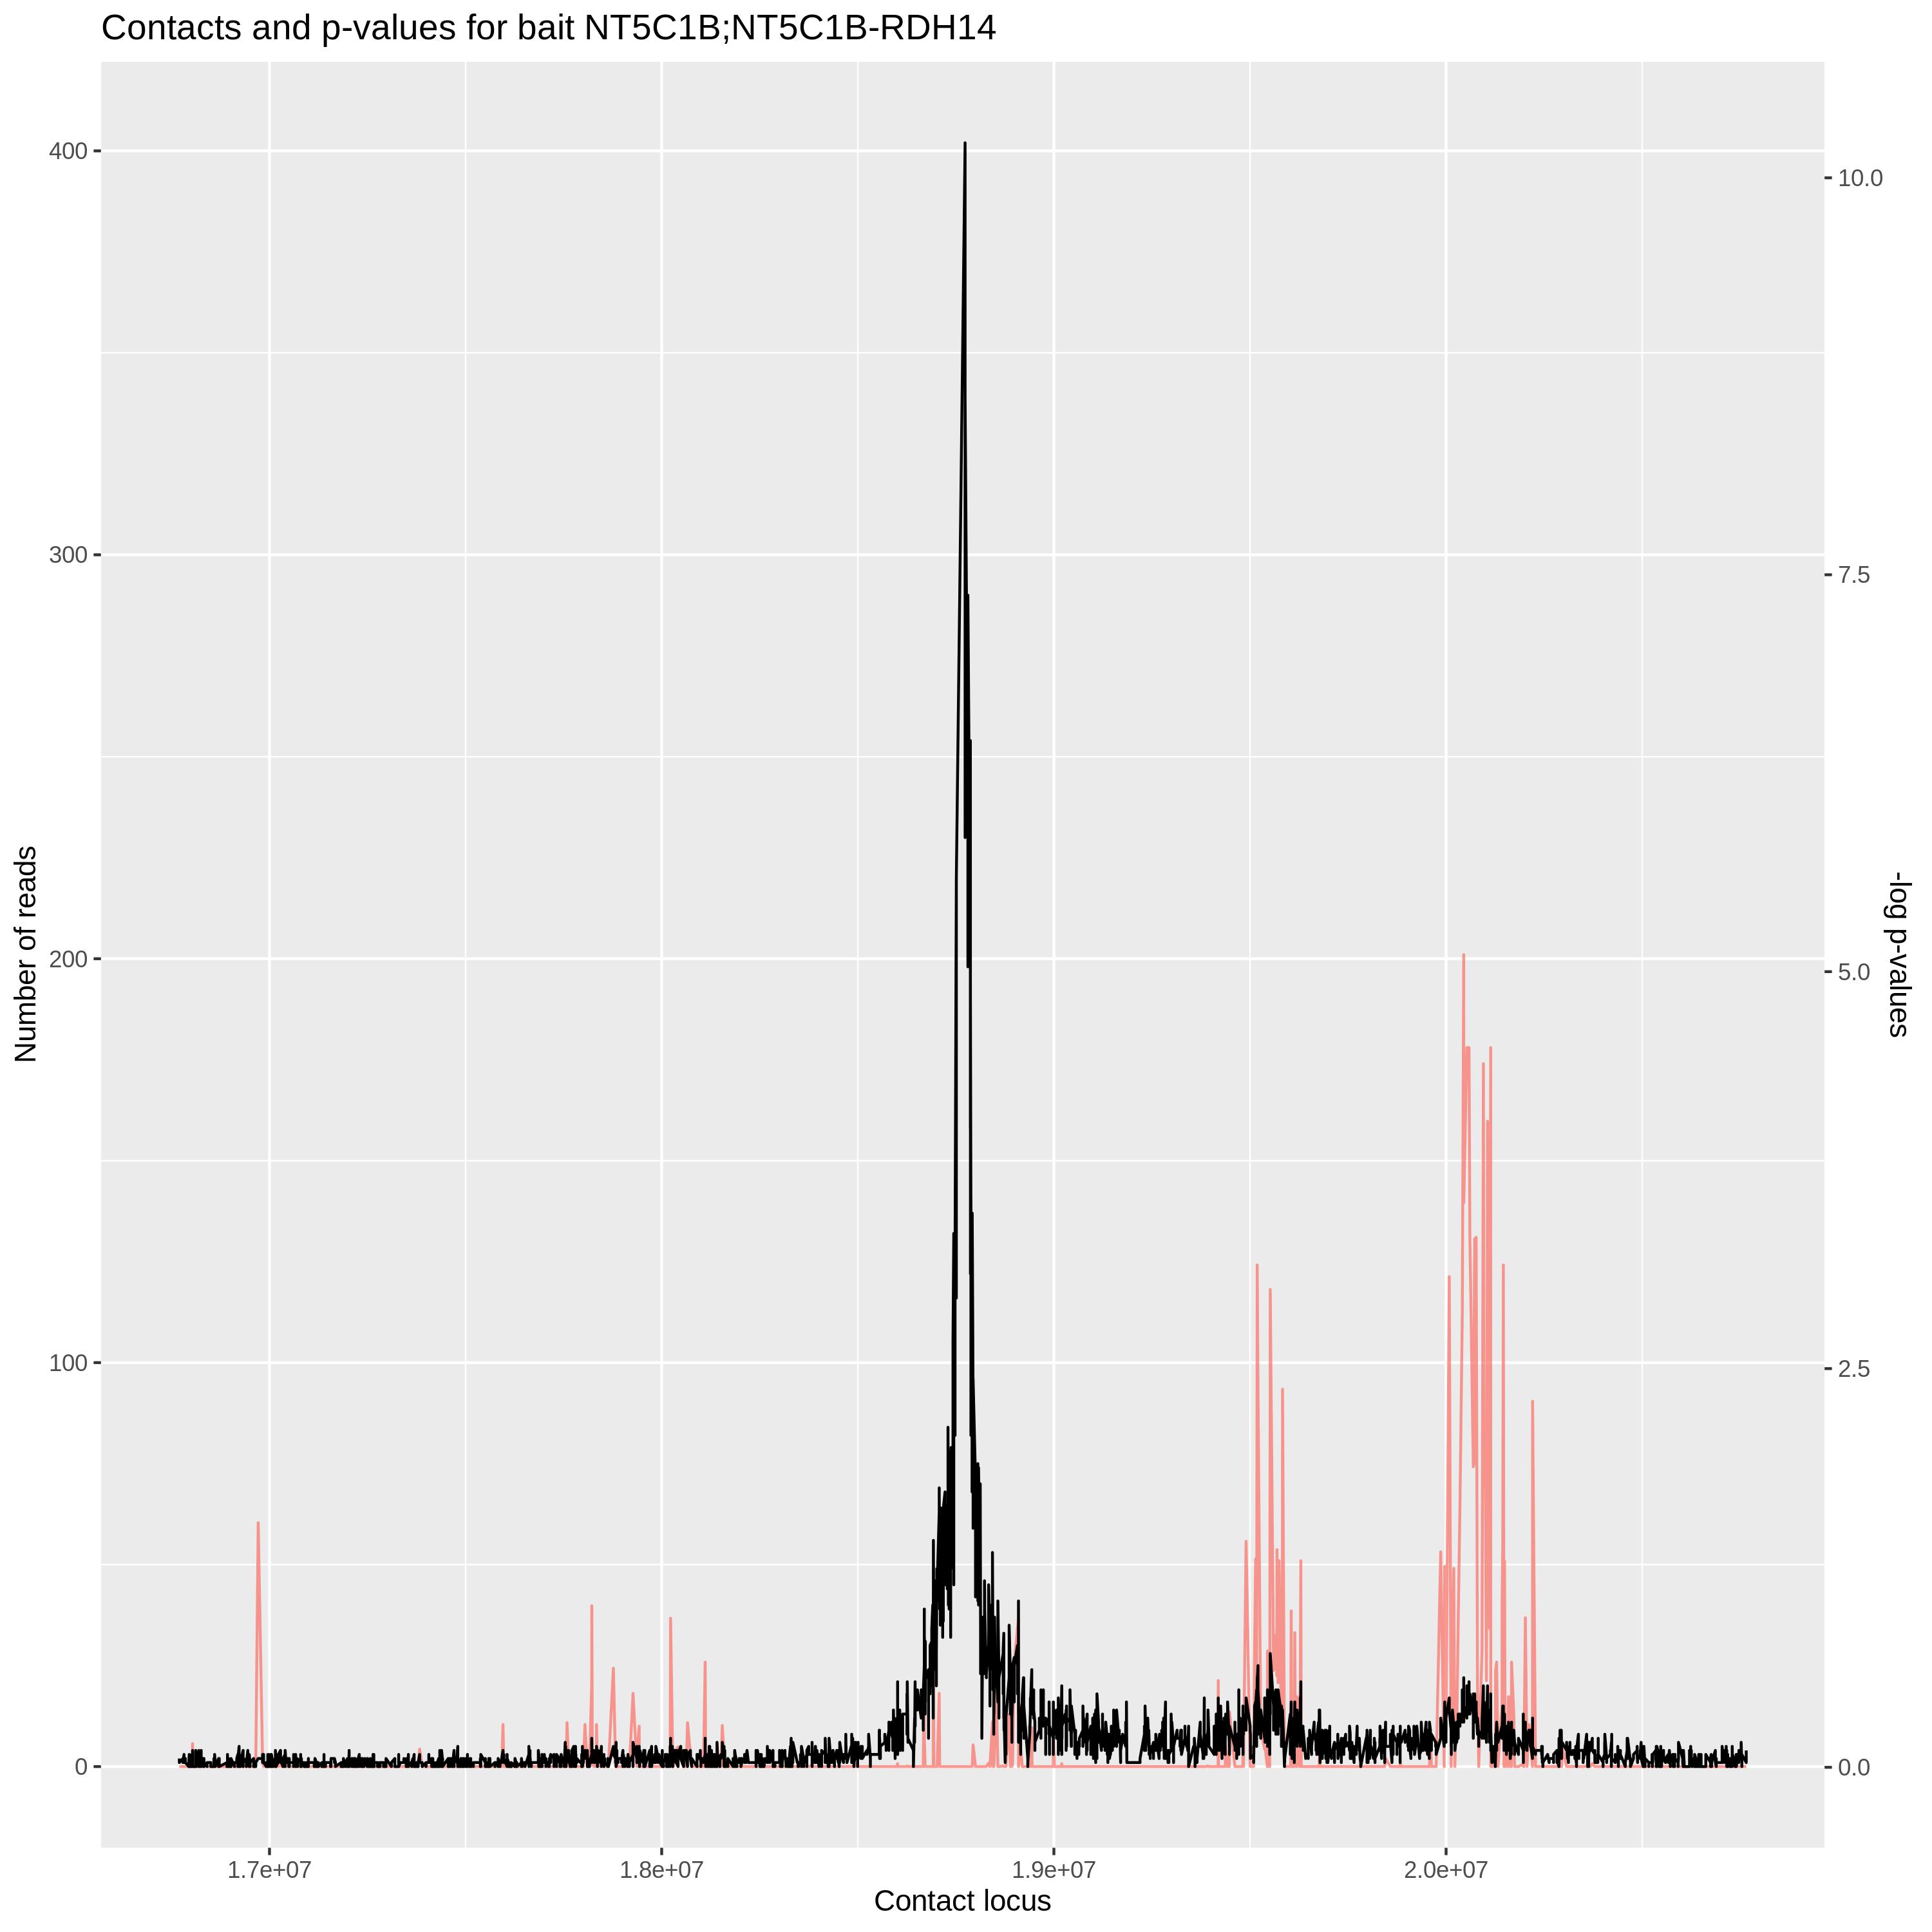 Contacts and p-values for bait NT5C1B;NT5C1B-RDH14
400
300
200
100
0
Number of reads
10.0
7.5
5.0
2.5
0.0
-log p-values
1.7e+07
1.8e+07
1.9e+07
2.0e+07
Contact locus